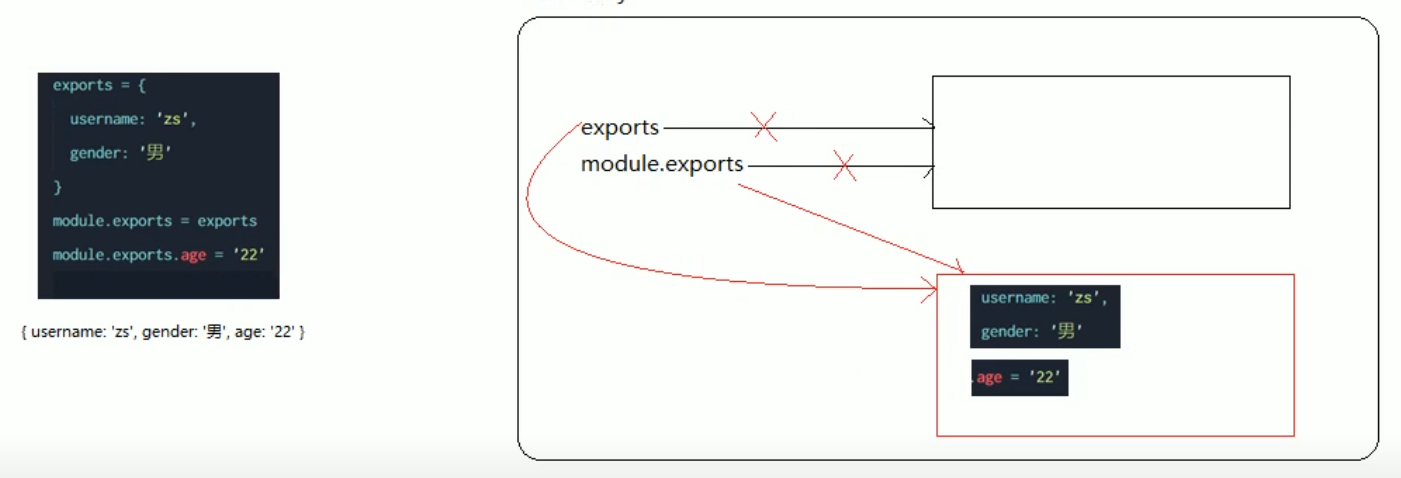 exports = {
username: 'zs',
gender: '男'
}
module.exports = exports
module.exports.age = '22'
{ username: 'zs', gender: '男', age: '22' }
exports
module.exports
username: 'zs',
gender: '男'
.age = '22'